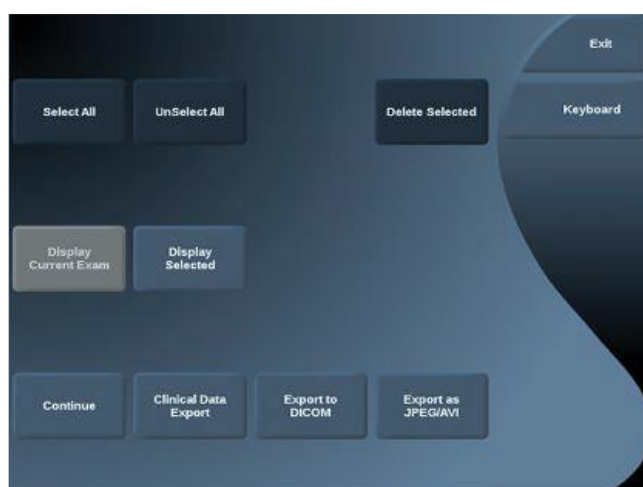 Exit
Select All
UnSelect All
Delete Selected
Keyboard
Display
Current Exam
Display
Selected
Continue
Clinical Data
Export
Export to
DICOM
Export as
JPEG/AVI